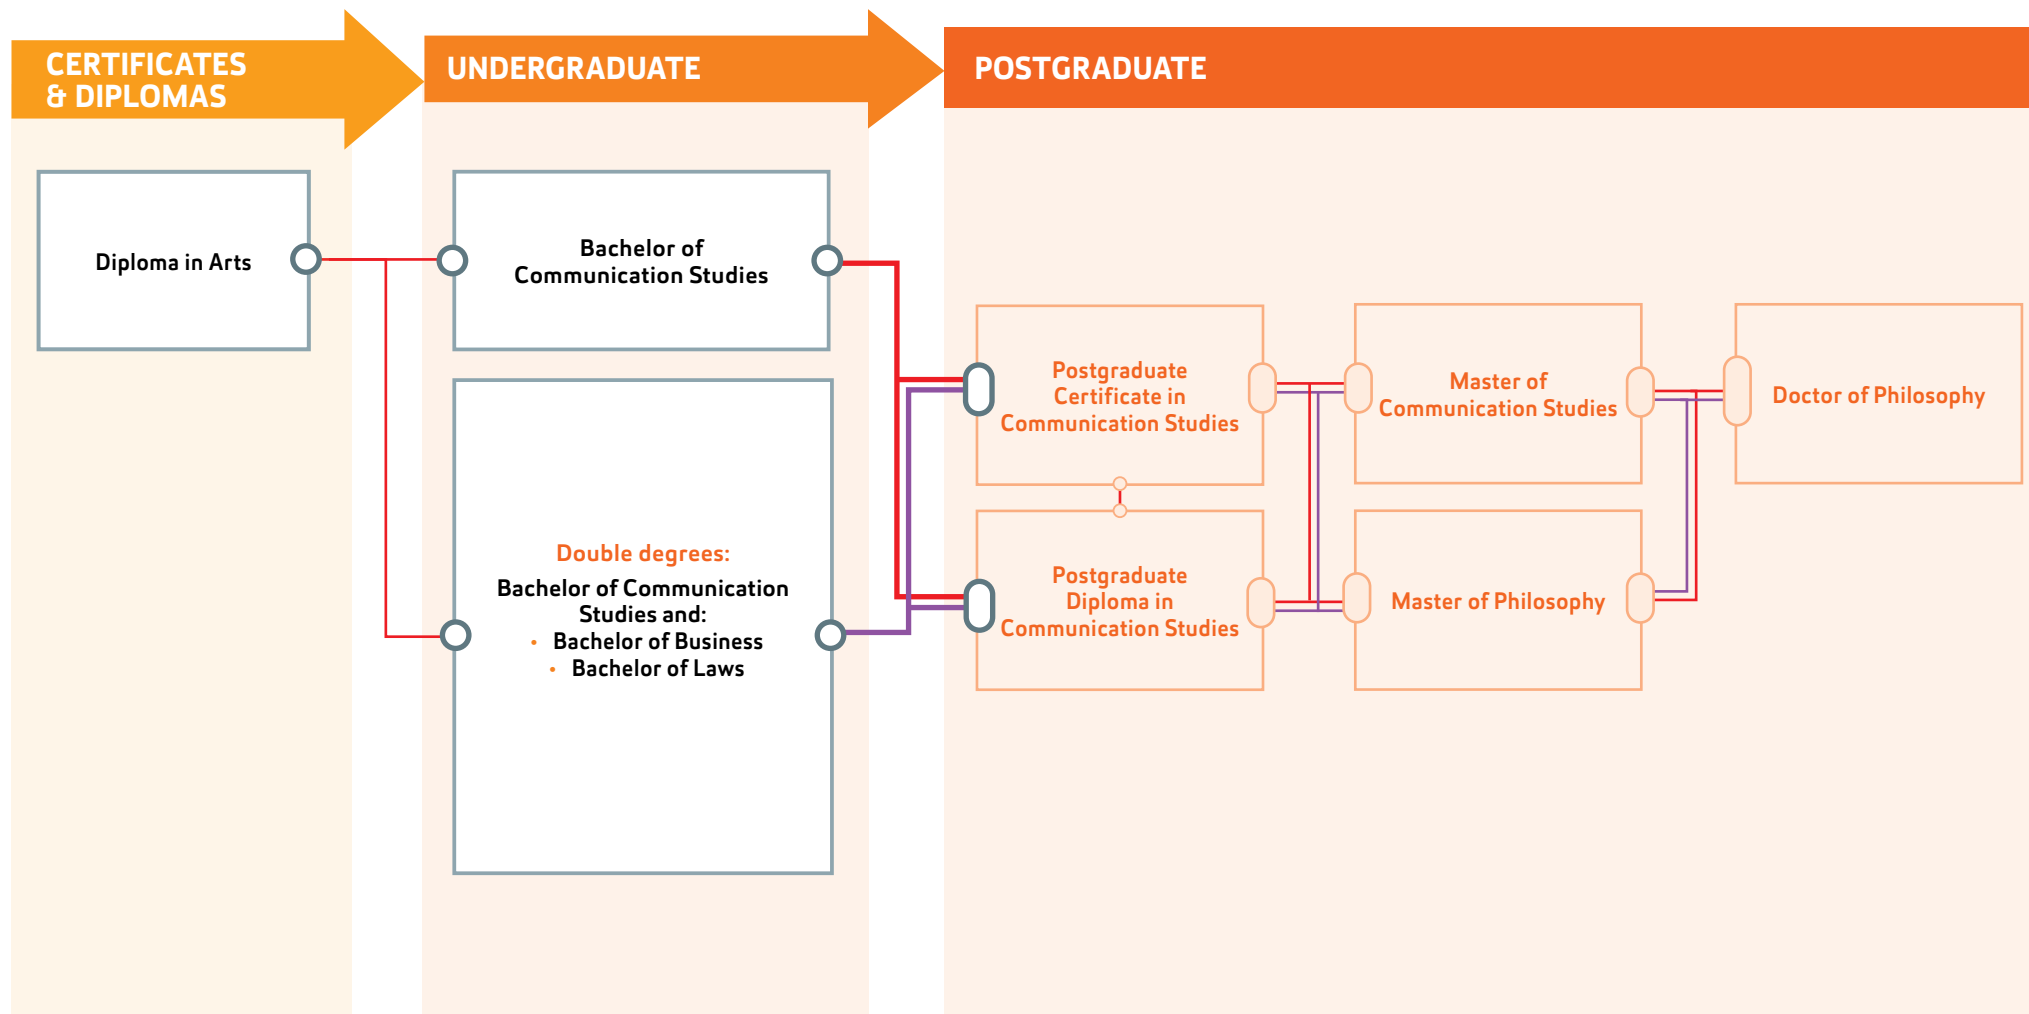 CERTIFICATES
& DIPLOMAS
UNDERGRADUATE
POSTGRADUATE
Diploma in Arts
Bachelor of
Communication Studies
Double degrees:
Bachelor of Communication
Studies and:
• Bachelor of Business
• Bachelor of Laws
Postgraduate
Certificate in
Communication Studies
Postgraduate
Diploma in
Communication Studies
Master of
Communication Studies
Master of Philosophy
Doctor of Philosophy